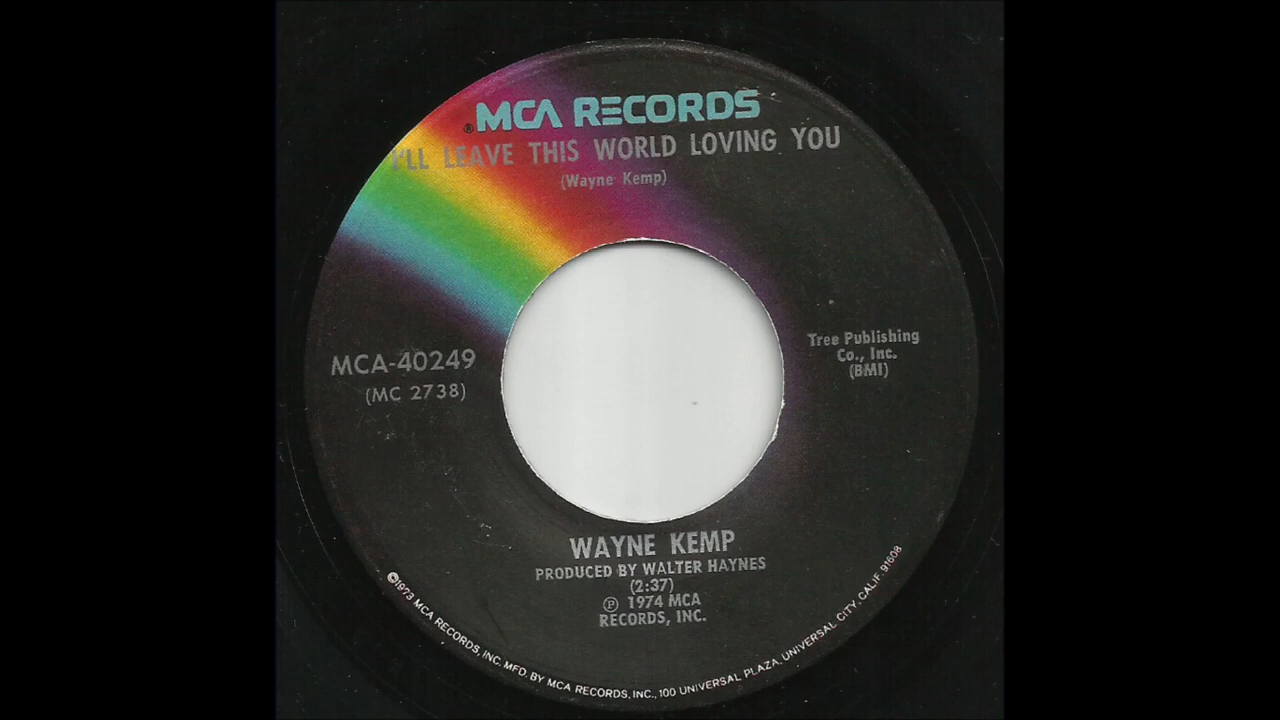 ®MCA RECORDS
I'LL LEAVE THIS WORLD LOVING YOU
(Wayne Kemp)
MCA-40249
(MC 2738)
Tree Publishing
Co., Inc.
(BMI)
WAYNE KEMP
PRODUCED BY WALTER HAYNES
(2:37)
℗ 1974 MCA
RECORDS, INC.
©1973 MCA RECORDS, INC. MFD. BY MCA RECORDS, INC., 100 UNIVERSAL PLAZA, UNIVERSAL CITY, CALIF. 91608